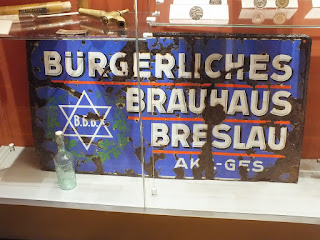 BÜRGERLICHES
BRAUHAUS
B.B.B.
BRESLAU
AKT-GES